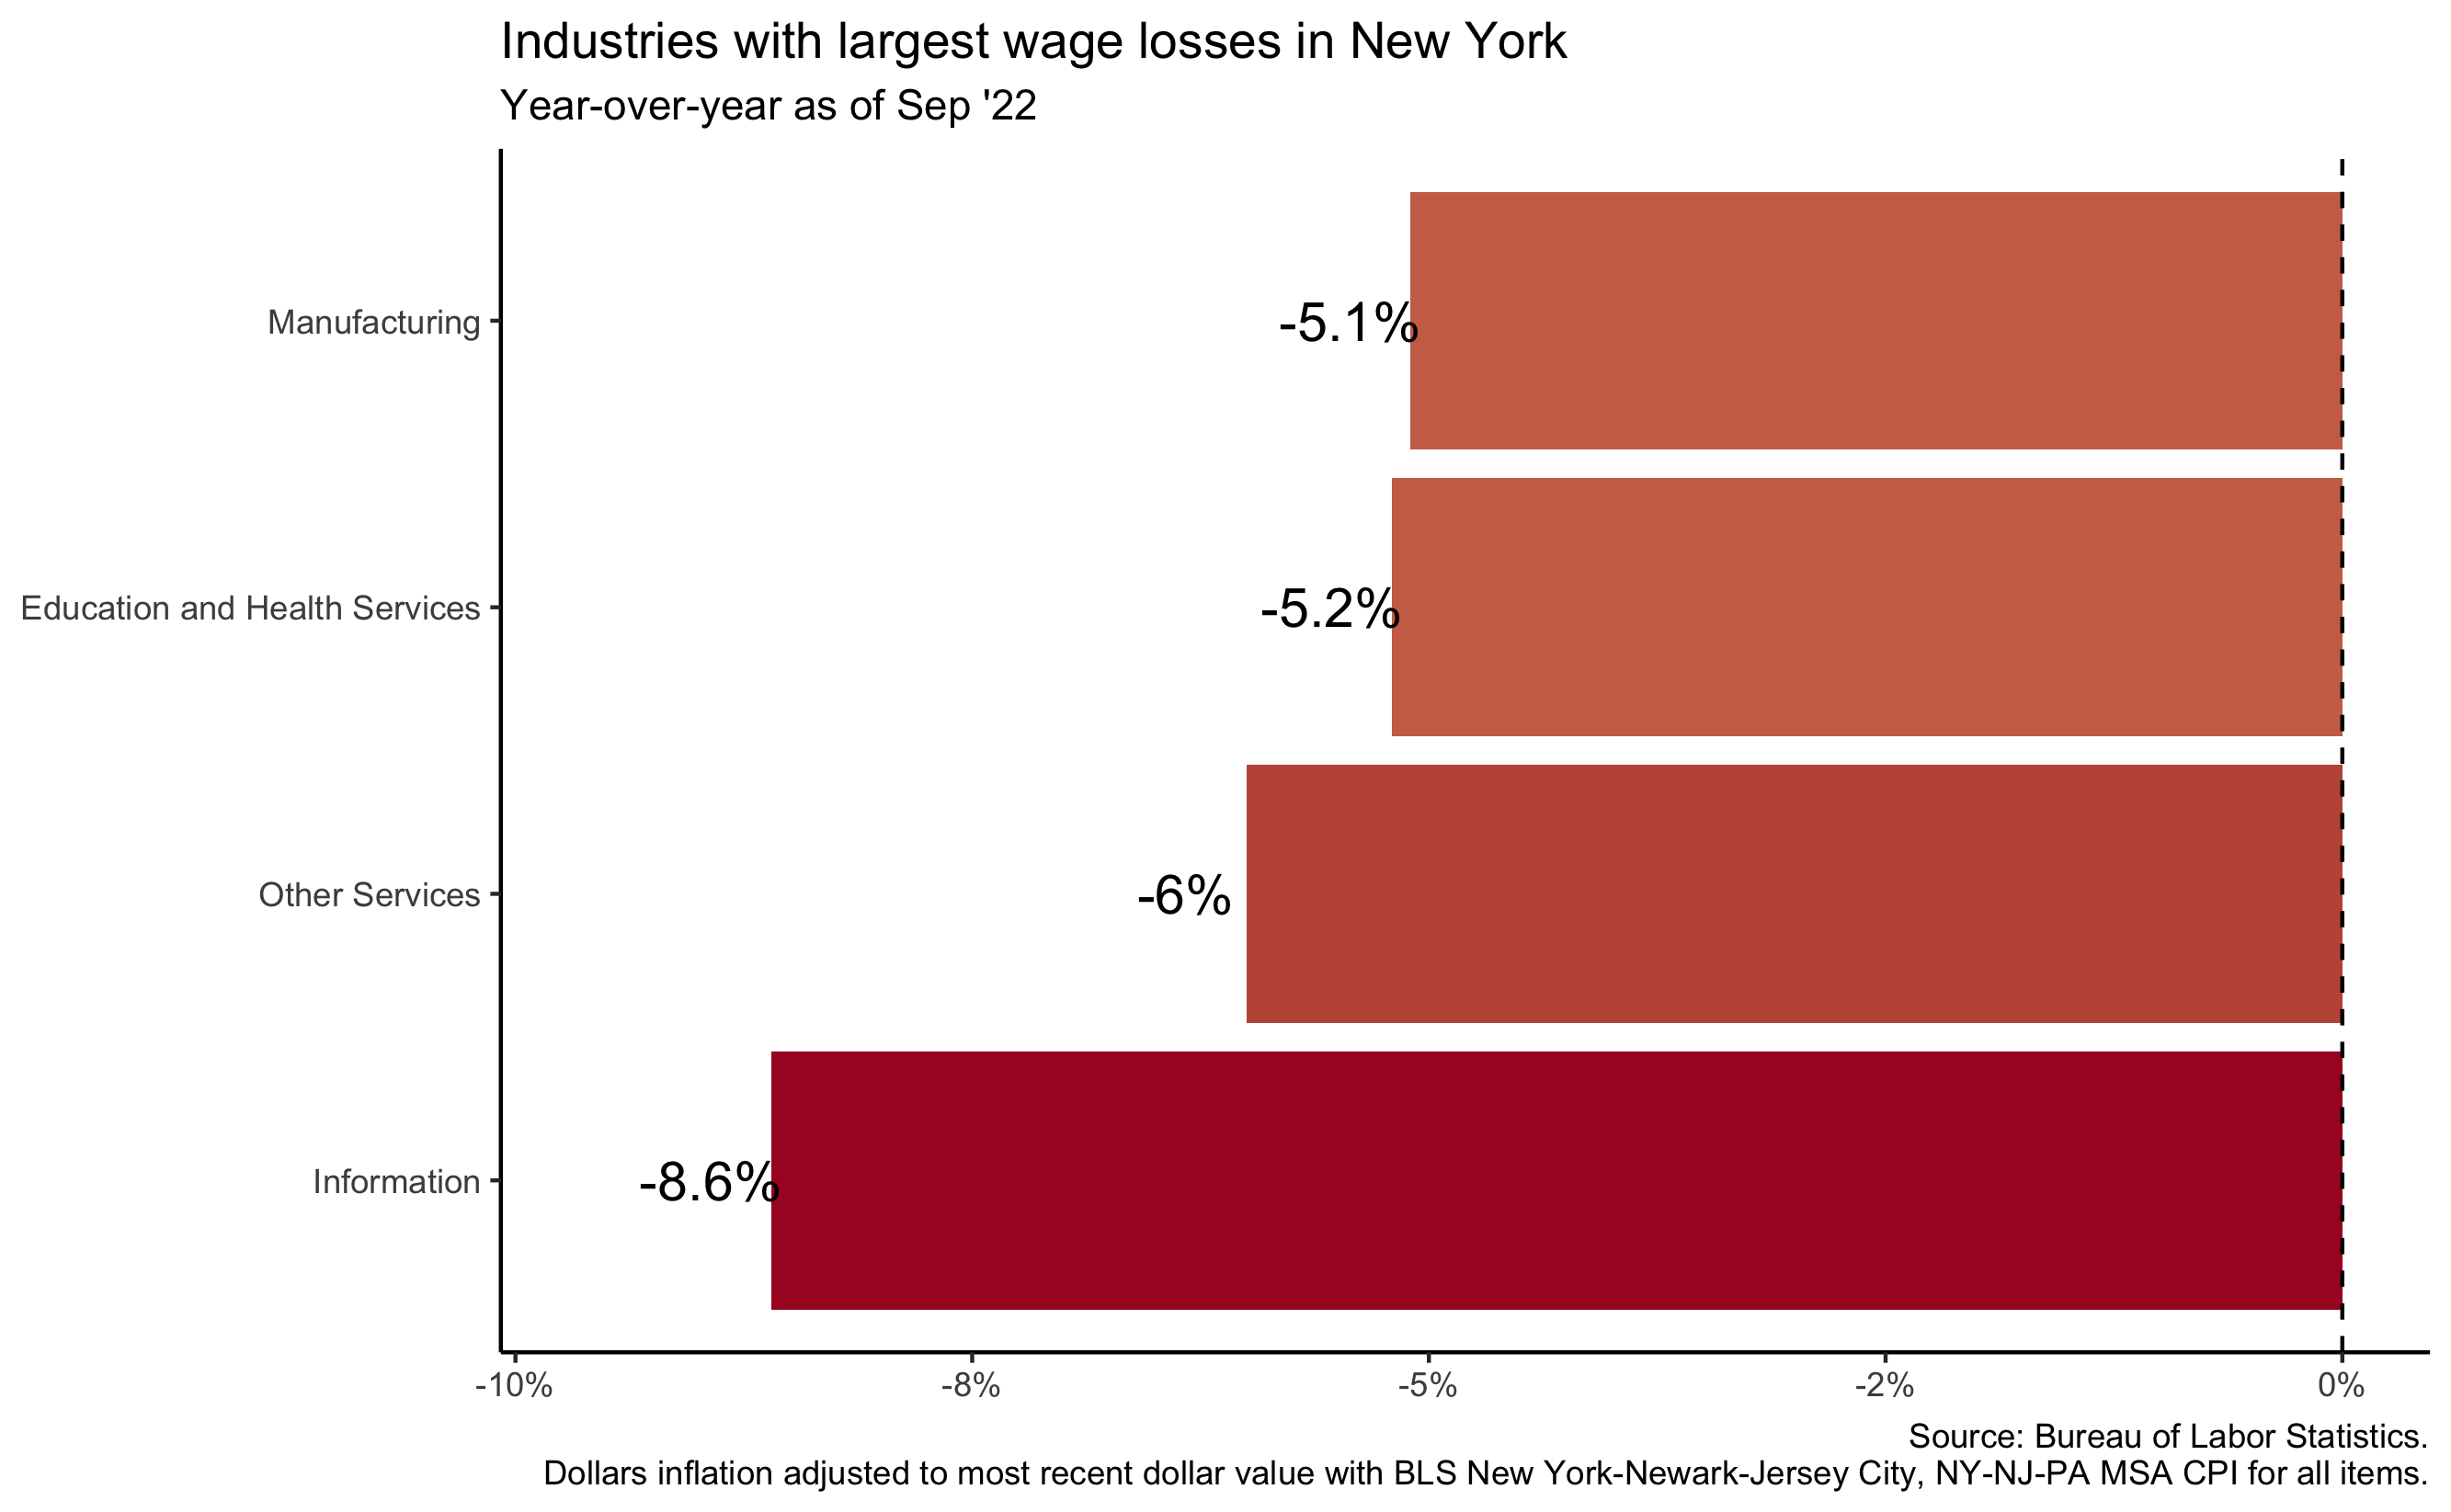 Industries with largest wage losses in New York
Year-over-year as of Sep '22
Manufacturing
-5.1%
Education and Health Services
-5.2%
Other Services
-6%
Information
-8.6%
-10%
-8%
-5%
-2%
0%
Source: Bureau of Labor Statistics.
Dollars inflation adjusted to most recent dollar value with BLS New York-Newark-Jersey City, NY-NJ-PA MSA CPI for all items.